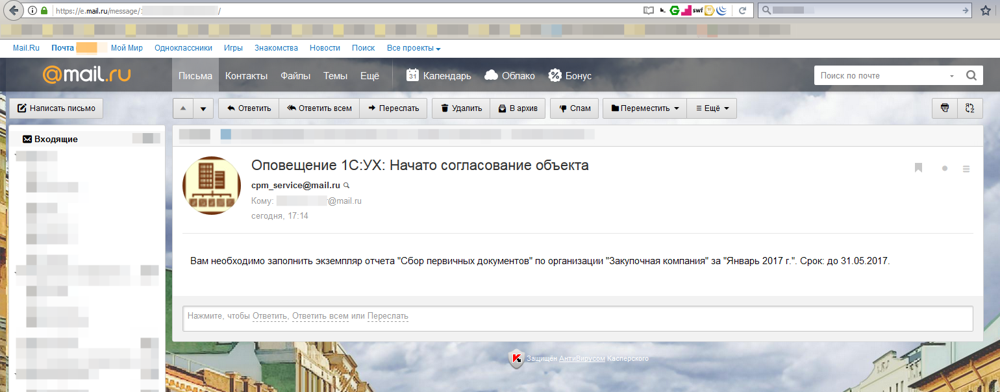 https://e.mail.ru/message/
swf
Mail.Ru Почта Мой Мир Одноклассники Игры Знакомства Новости Поиск Все проекты
@mail.ru Письма Контакты Файлы Темы Ещё 31 Календарь Облако Бонус Поиск по почте
Написать письмо Ответить Ответить всем Переслать Удалить В архив Спам Переместить Ещё
Входящие
Оповещение 1С:УХ: Начато согласование объекта
cpm_service@mail.ru
Кому: @mail.ru
сегодня, 17:14
Вам необходимо заполнить экземпляр отчета "Сбор первичных документов" по организации "Закупочная компания" за "Январь 2017 г.". Срок: до 31.05.2017.
Нажмите, чтобы Ответить, Ответить всем или Переслать
Защищён АнтиВирусом Касперского